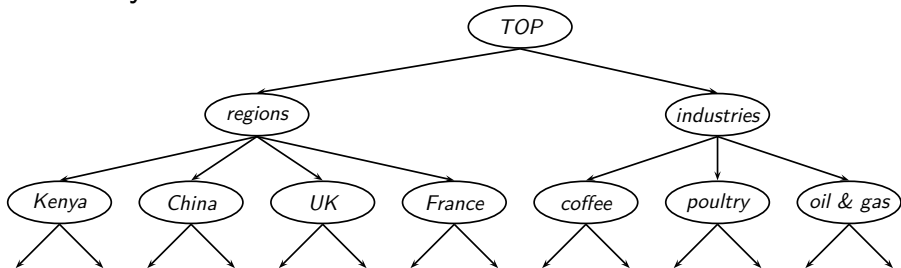 TOP
regions industries
Kenya China UK France coffee poultry oil & gas